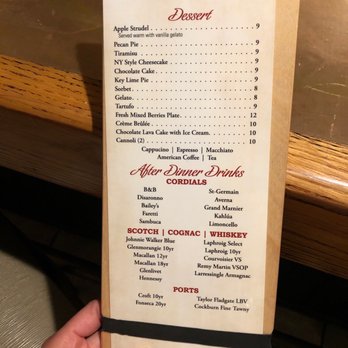 Dessert
Apple Strudel 9
Served warm with vanilla gelato
Pecan Pie 9
Tiramisu 9
NY Style Cheesecake 9
Chocolate Cake 9
Key Lime Pie 9
Sorbet 8
Gelato 8
Tartufo 9
Fresh Mixed Berries Plate 12
Crème Brûlée 10
Chocolate Lava Cake with Ice Cream 10
Cannoli (2) 10
Cappucino | Espresso | Macchiato
American Coffee | Tea
After Dinner Drinks
CORDIALS
B&B
Disaronno
Bailey's
Faretti
Sambuca
St-Germain
Averna
Grand Marnier
Kahlúa
Limoncello
SCOTCH | COGNAC | WHISKEY
Johnnie Walker Blue
Glenmorangie 10yr
Macallan 12yr
Macallan 18yr
Glenlivet
Hennessy
Laphroig Select
Laphroig 10yr
Courvoisier VS
Remy Martin VSOP
Larressingle Armagnac
PORTS
Croft 10yr
Fonseca 20yr
Taylor Fladgate LBV
Cockburn Fine Tawny